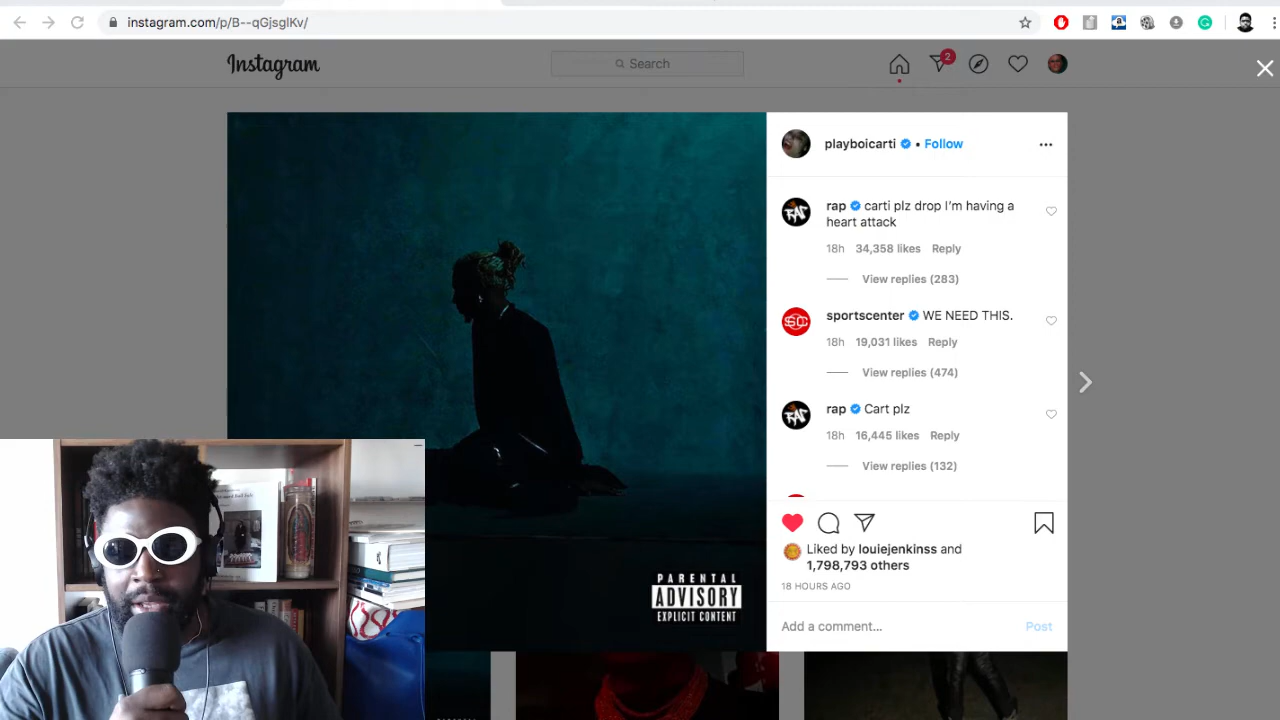 instagram.com/p/B--qGjsglKv/
Instagram
Search
2
playboicarti • Follow
rap carti plz drop I'm having a
heart attack
18h 34,358 likes Reply
View replies (283)
sportscenter WE NEED THIS.
18h 19,031 likes Reply
View replies (474)
rap Cart plz
18h 16,445 likes Reply
View replies (132)
Liked by louiejenkinss and
1,798,793 others
18 HOURS AGO
Add a comment... Post
PARENTAL
ADVISORY
EXPLICIT CONTENT
RAP
SC
RAP